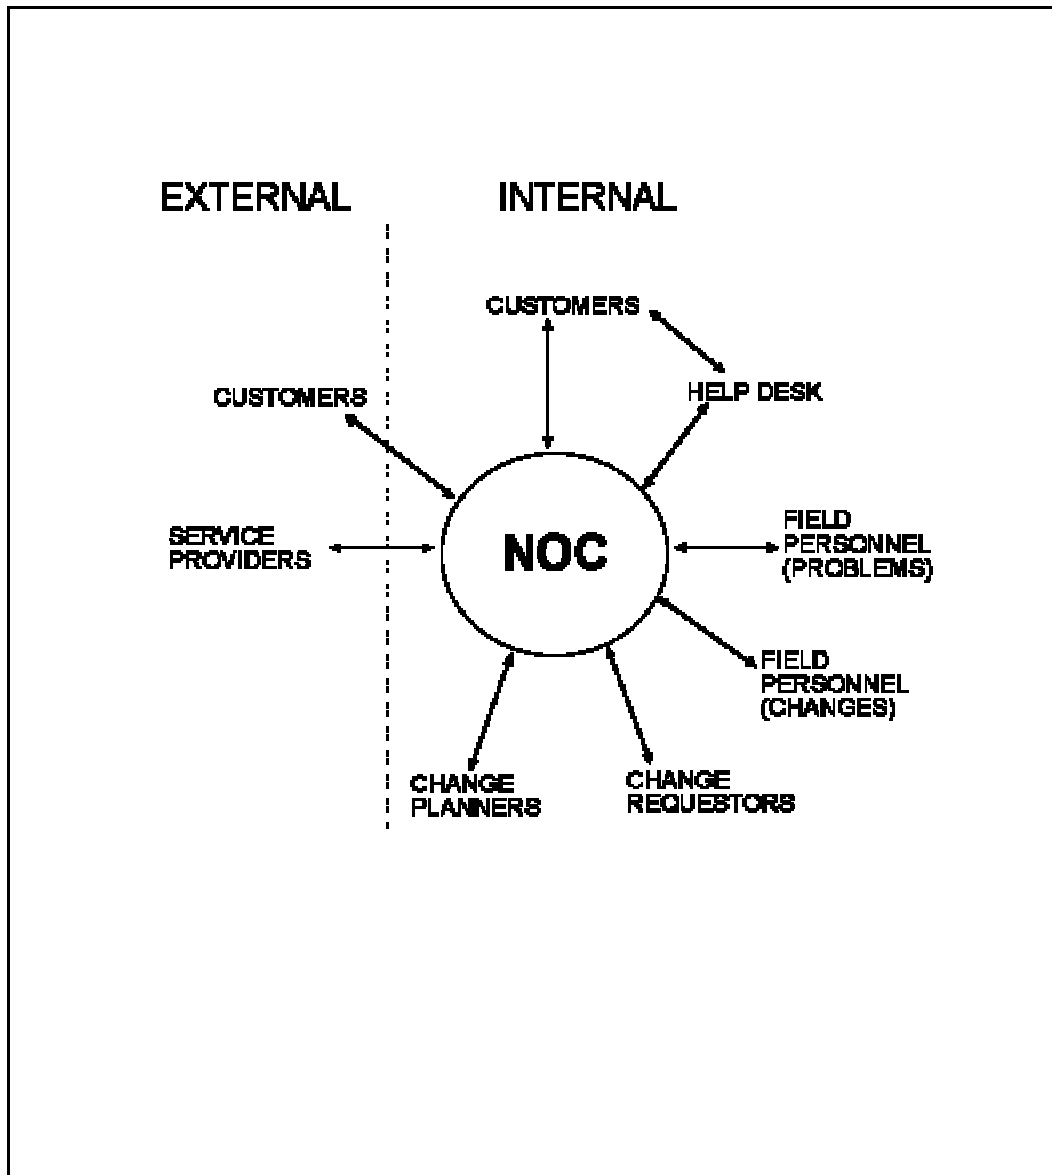 EXTERNAL
INTERNAL
CUSTOMERS
CUSTOMERS
HELP DESK
SERVICE
PROVIDERS
NOC
FIELD
PERSONNEL
(PROBLEMS)
FIELD
PERSONNEL
(CHANGES)
CHANGE
PLANNERS
CHANGE
REQUESTORS